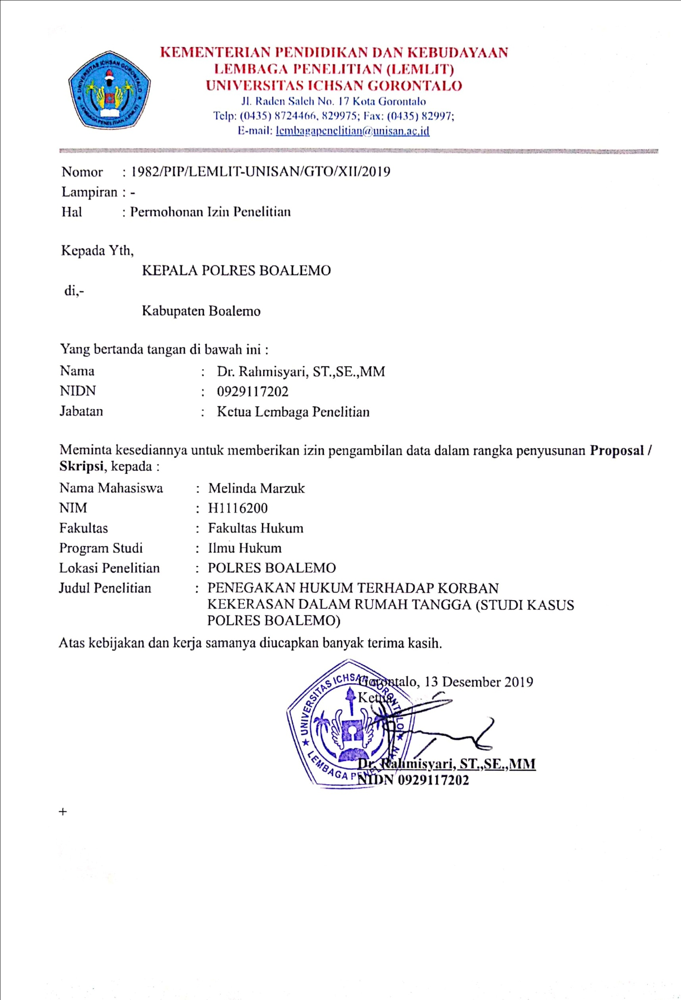 KEMENTERIAN PENDIDIKAN DAN KEBUDAYAAN
LEMBAGA PENELITIAN (LEMLIT)
UNIVERSITAS ICHSAN GORONTALO
Jl. Raden Saleh No. 17 Kota Gorontalo
Telp: (0435) 8724466, 829975; Fax: (0435) 82997;
E-mail: lembagapenelitian@unisan.ac.id
UNIVERSITAS ICHSAN GORONTALO
LEMBAGA PENELITIAN (LEMLIT)
Nomor : 1982/PIP/LEMLIT-UNISAN/GTO/XII/2019
Lampiran : -
Hal : Permohonan Izin Penelitian
Kepada Yth,
KEPALA POLRES BOALEMO
di,-
Kabupaten Boalemo
Yang bertanda tangan di bawah ini :
Nama : Dr. Rahmisyari, ST.,SE.,MM
NIDN : 0929117202
Jabatan : Ketua Lembaga Penelitian
Meminta kesediannya untuk memberikan izin pengambilan data dalam rangka penyusunan Proposal /
Skripsi, kepada :
Nama Mahasiswa : Melinda Marzuk
NIM : H1116200
Fakultas : Fakultas Hukum
Program Studi : Ilmu Hukum
Lokasi Penelitian : POLRES BOALEMO
Judul Penelitian : PENEGAKAN HUKUM TERHADAP KORBAN
KEKERASAN DALAM RUMAH TANGGA (STUDI KASUS
POLRES BOALEMO)
Atas kebijakan dan kerja samanya diucapkan banyak terima kasih.
Gorontalo, 13 Desember 2019
Ketua,
UNIVERSITAS ICHSAN GORONTALO
LEMBAGA PENELITIAN
Dr. Rahmisyari, ST.,SE.,MM
NIDN 0929117202
+